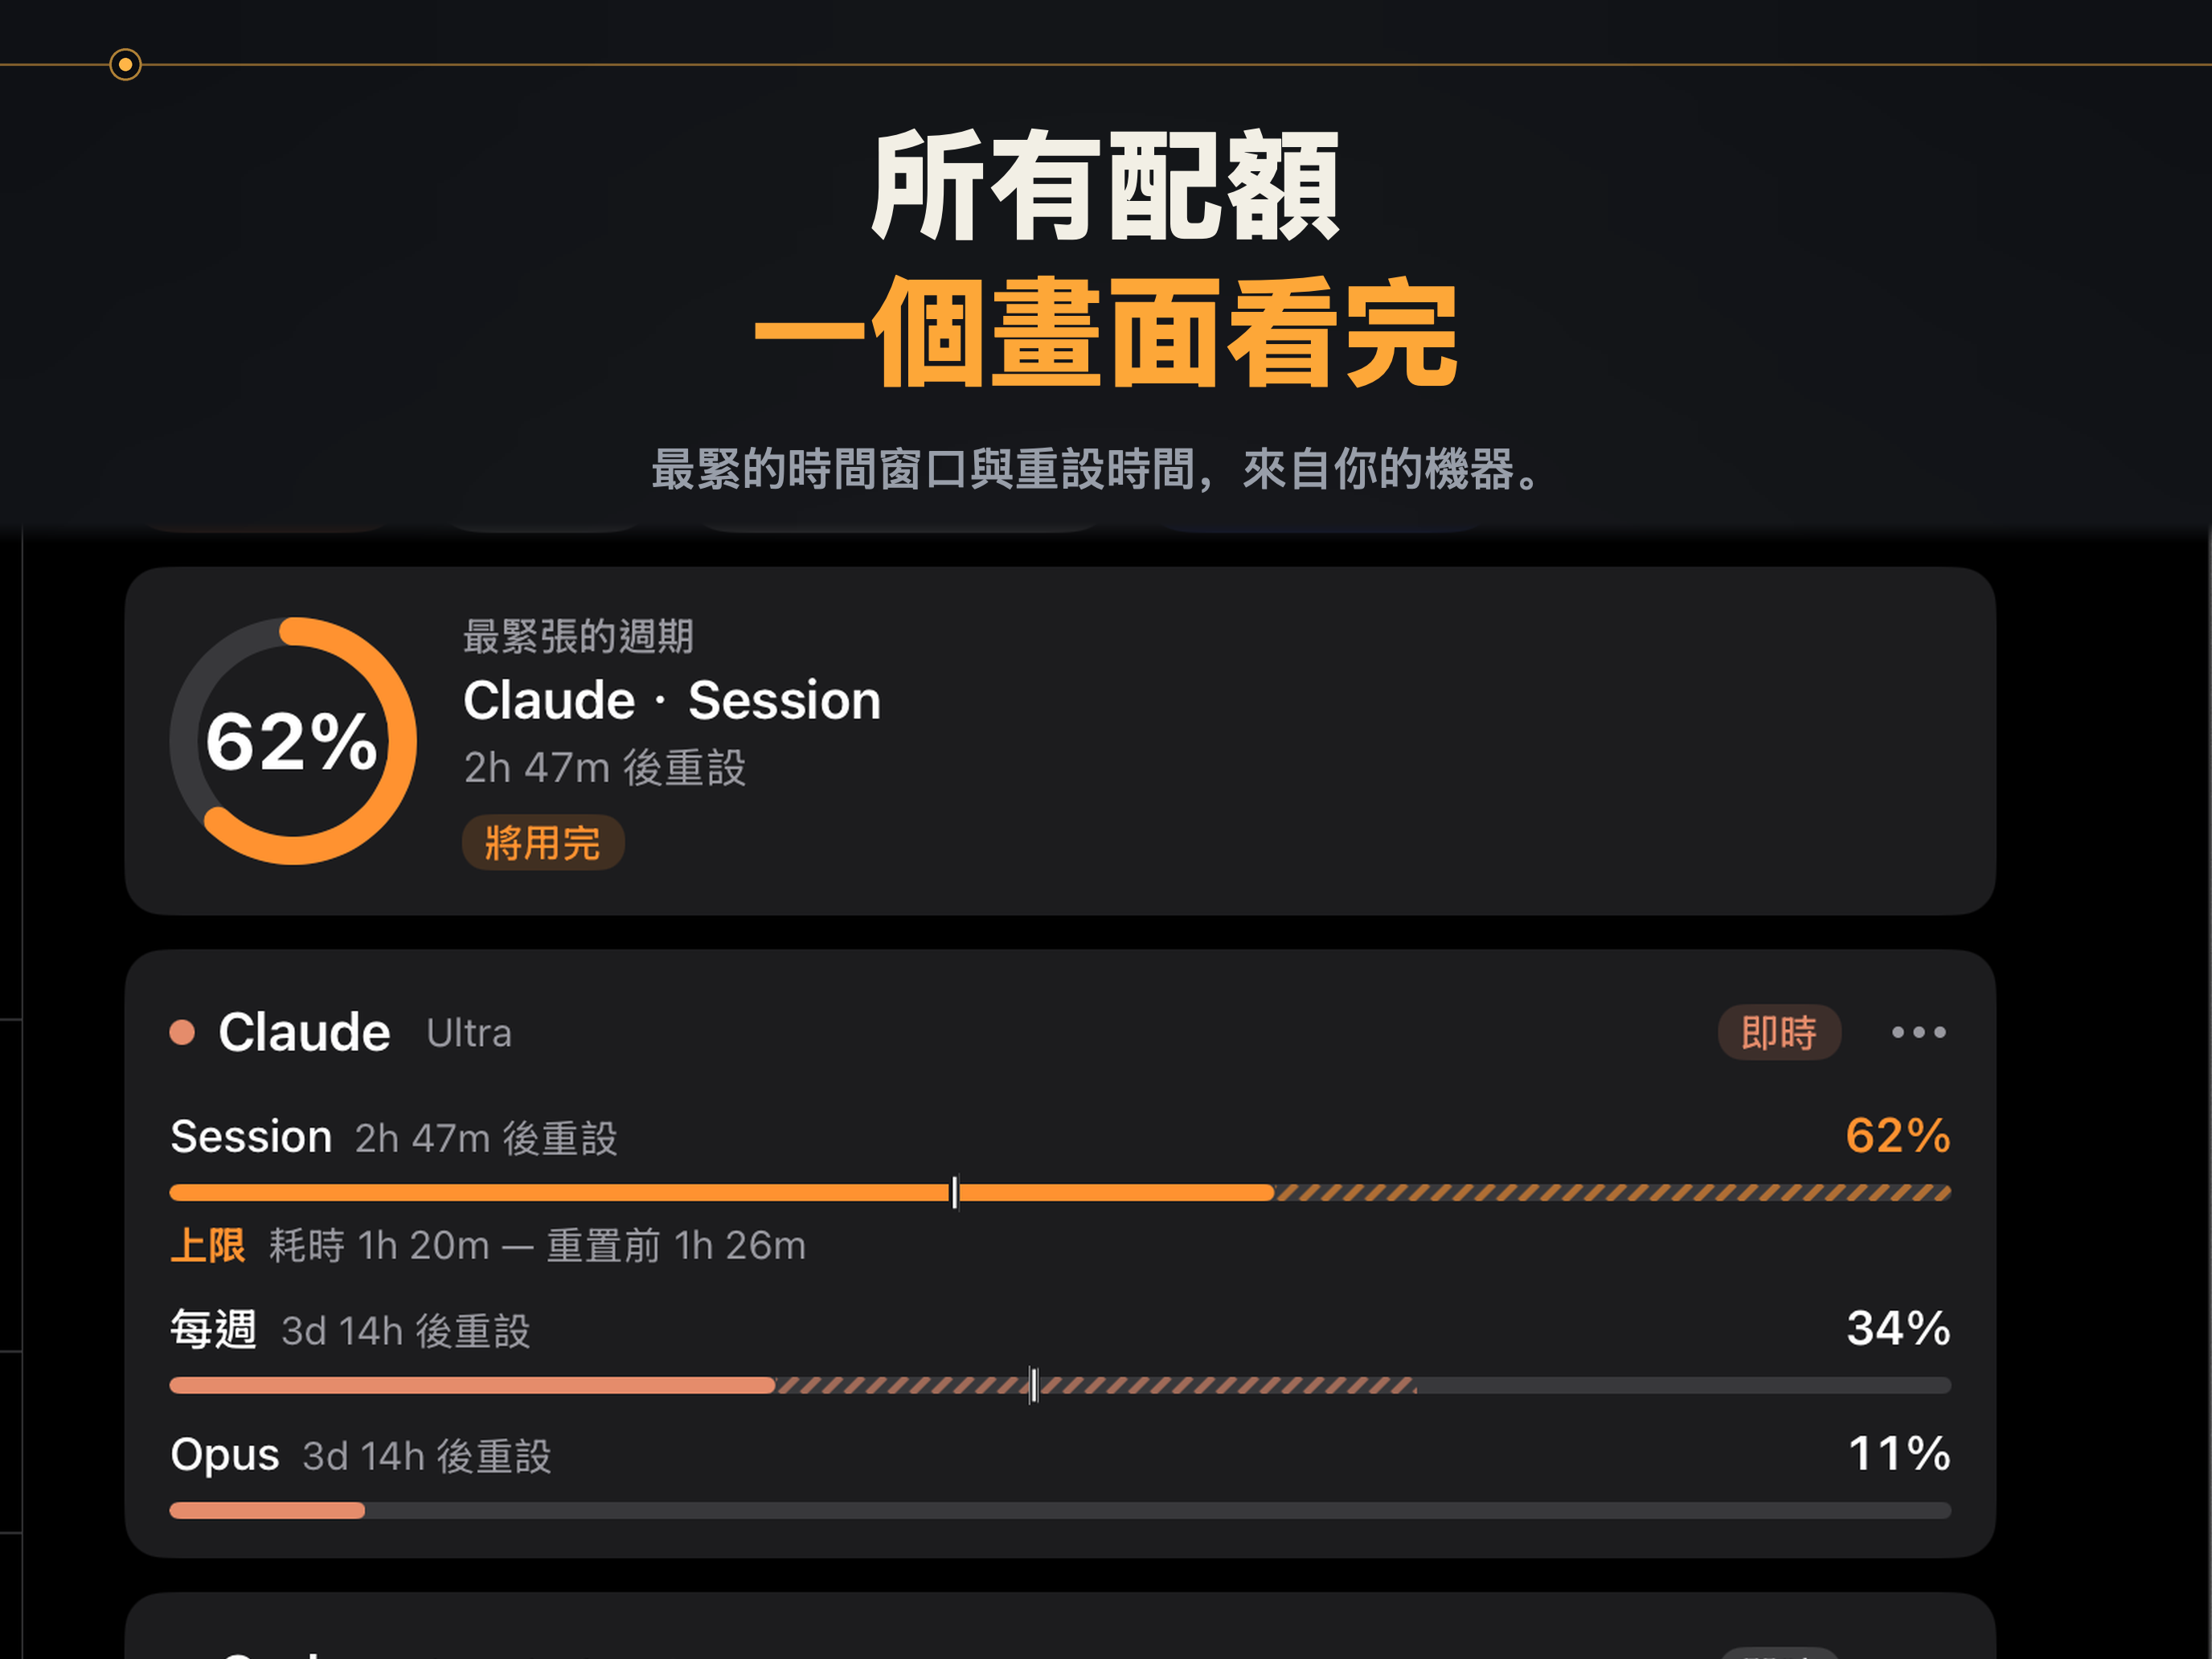 所有配額
一個畫面看完
最緊的時間窗口與重設時間，來自你的機器。
62%
最緊張的週期
Claude · Session
2h 47m 後重設
將用完
Claude Ultra 即時
Session 2h 47m 後重設 62%
上限 耗時 1h 20m — 重置前 1h 26m
每週 3d 14h 後重設 34%
Opus 3d 14h 後重設 11%